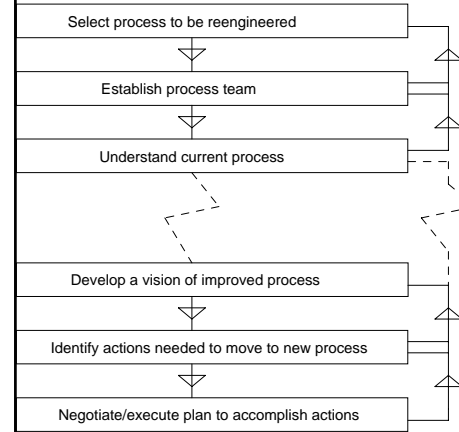 Select process to be reengineered
Establish process team
Understand current process
Develop a vision of improved process
Identify actions needed to move to new process
Negotiate/execute plan to accomplish actions